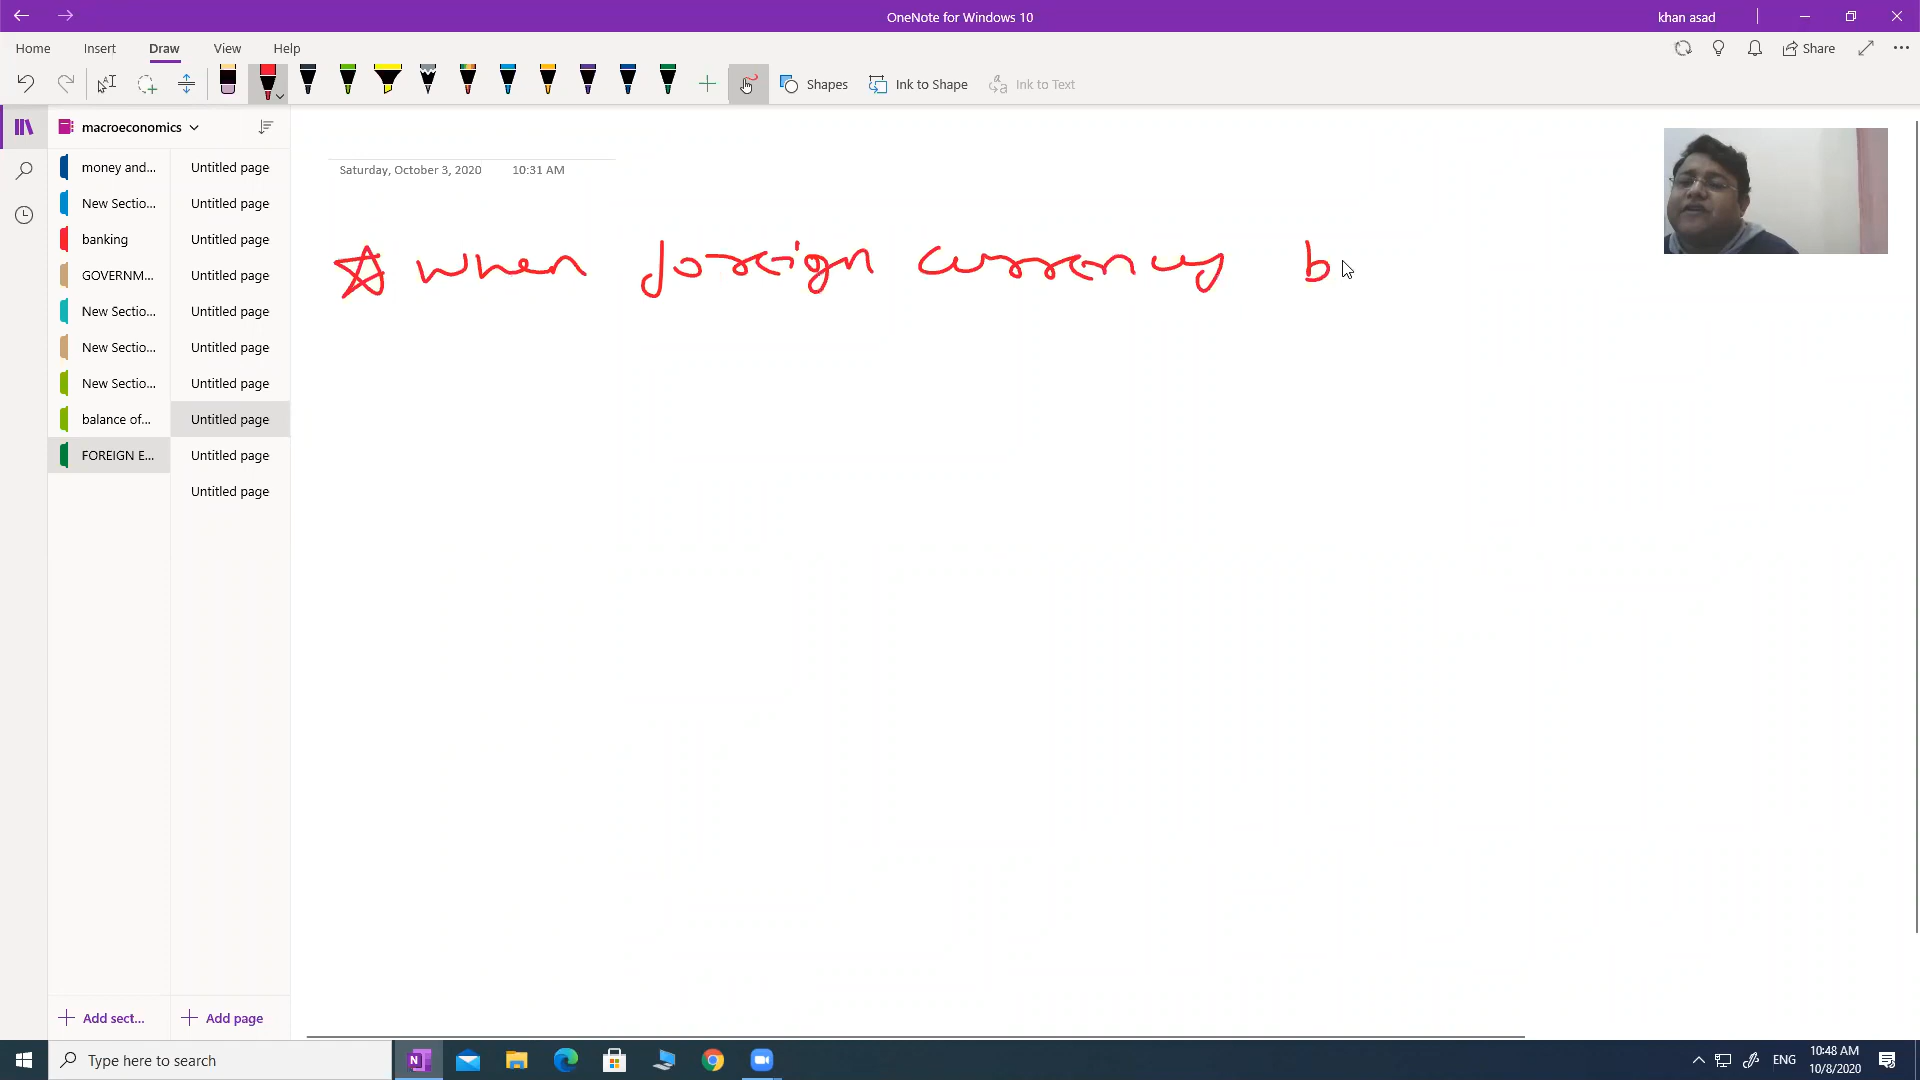 OneNote for Windows 10
khan asad
Home
Insert
Draw
View
Help
Share
Shapes
Ink to Shape
Ink to Text
macroeconomics
money and...
New Sectio...
banking
GOVERNM...
New Sectio...
New Sectio...
New Sectio...
balance of...
FOREIGN E...
Untitled page
Untitled page
Untitled page
Untitled page
Untitled page
Untitled page
Untitled page
Untitled page
Untitled page
Untitled page
Saturday, October 3, 2020 10:31 AM
when foreign currency b
Add sect...
Add page
Type here to search
ENG
10:48 AM
10/8/2020